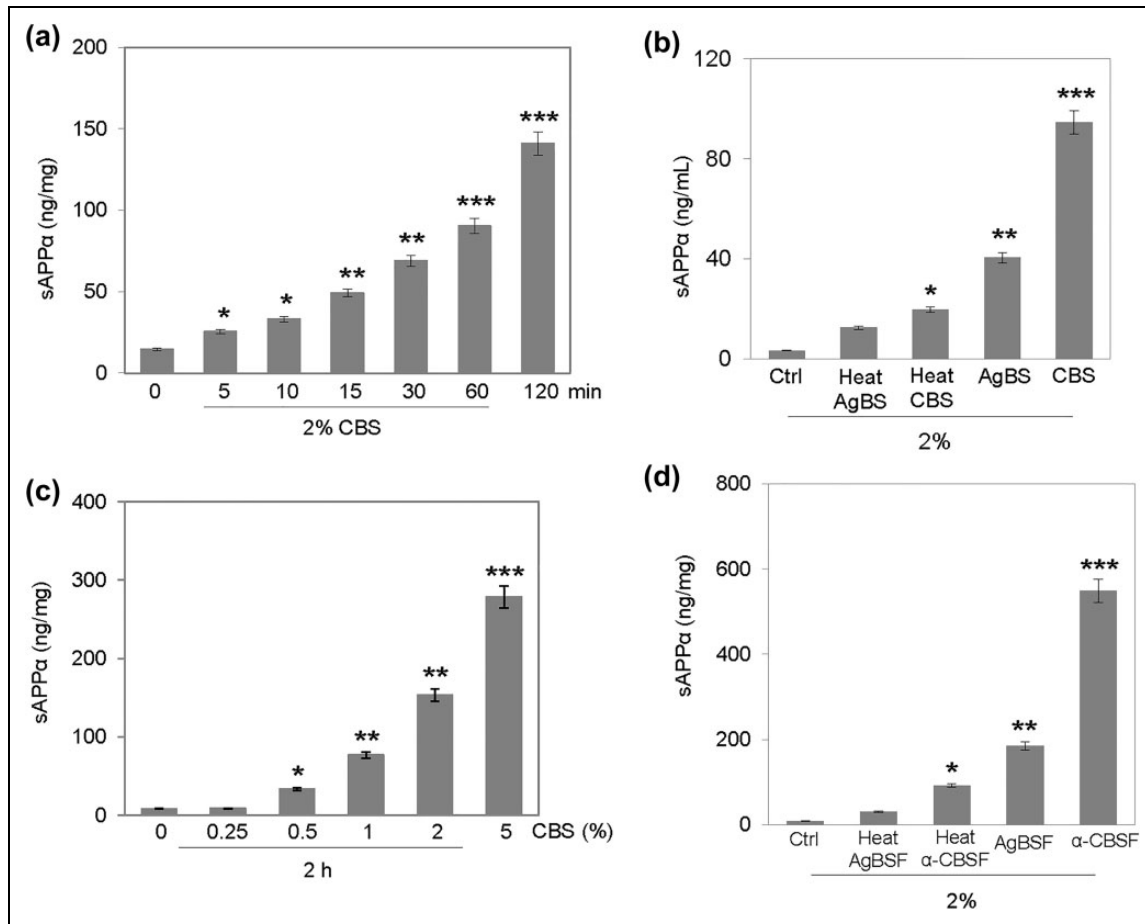 (a)
200
150
100
50
0
sAPPα (ng/mg)
*
*
**
**
***
***
0 5 10 15 30 60 120 min
2% CBS
(b)
120
80
40
0
sAPPα (ng/mL)
*
**
***
Ctrl Heat Heat AgBS CBS
AgBS CBS
2%
(c)
400
300
200
100
0
sAPPα (ng/mg)
*
**
**
***
0 0.25 0.5 1 2 5 CBS (%)
2 h
(d)
800
600
400
200
0
sAPPα (ng/mg)
*
**
***
Ctrl Heat Heat AgBSF α-CBSF
AgBSF α-CBSF
2%